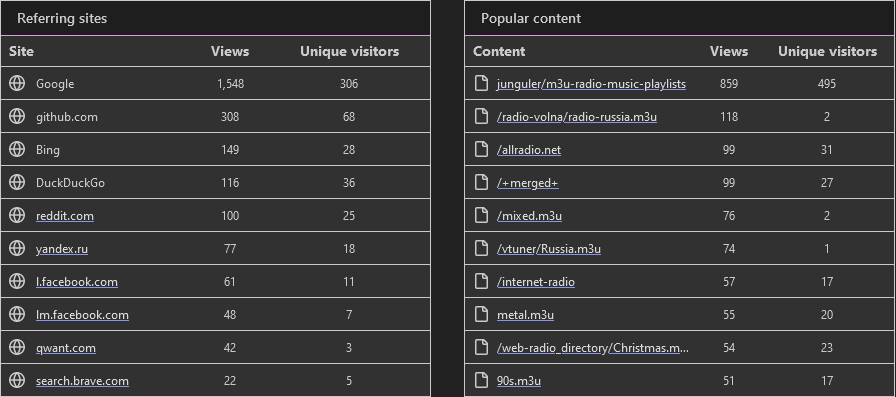 Referring sites
Site Views Unique visitors
Google 1,548 306
github.com 308 68
Bing 149 28
DuckDuckGo 116 36
reddit.com 100 25
yandex.ru 77 18
l.facebook.com 61 11
lm.facebook.com 48 7
qwant.com 42 3
search.brave.com 22 5
Popular content
Content Views Unique visitors
junguler/m3u-radio-music-playlists 859 495
/radio-volna/radio-russia.m3u 118 2
/allradio.net 99 31
/+merged+ 99 27
/mixed.m3u 76 2
/vtuner/Russia.m3u 74 1
/internet-radio 57 17
metal.m3u 55 20
/web-radio_directory/Christmas.m... 54 23
90s.m3u 51 17